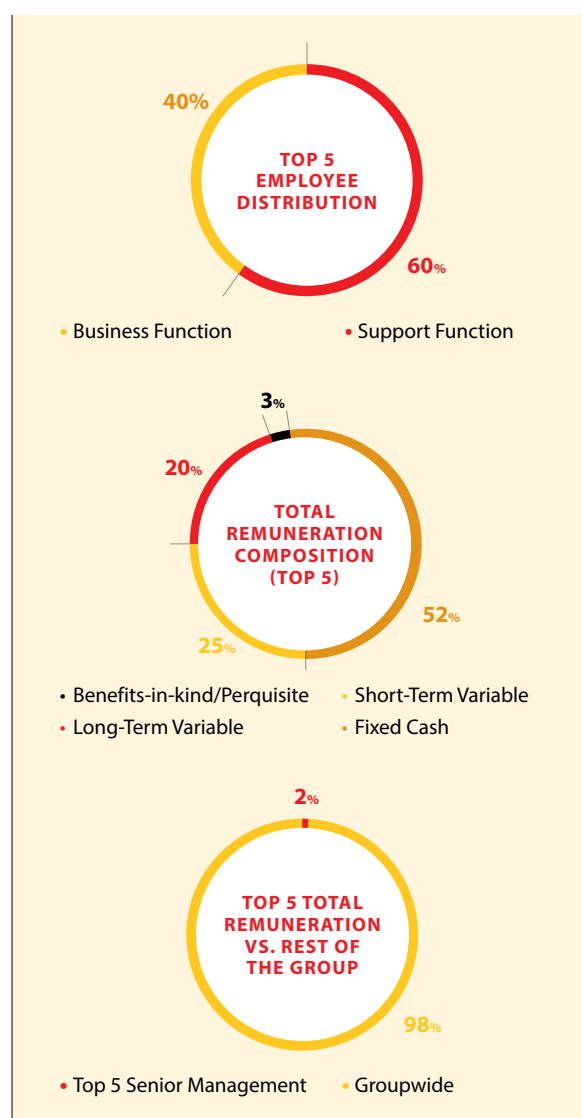 40%
TOP 5
EMPLOYEE
DISTRIBUTION
60%
• Business Function • Support Function
3%
20%
TOTAL
REMUNERATION
COMPOSITION
(TOP 5)
52%
25%
• Benefits-in-kind/Perquisite • Short-Term Variable
• Long-Term Variable • Fixed Cash
2%
TOP 5 TOTAL
REMUNERATION
VS. REST OF
THE GROUP
98%
• Top 5 Senior Management • Groupwide